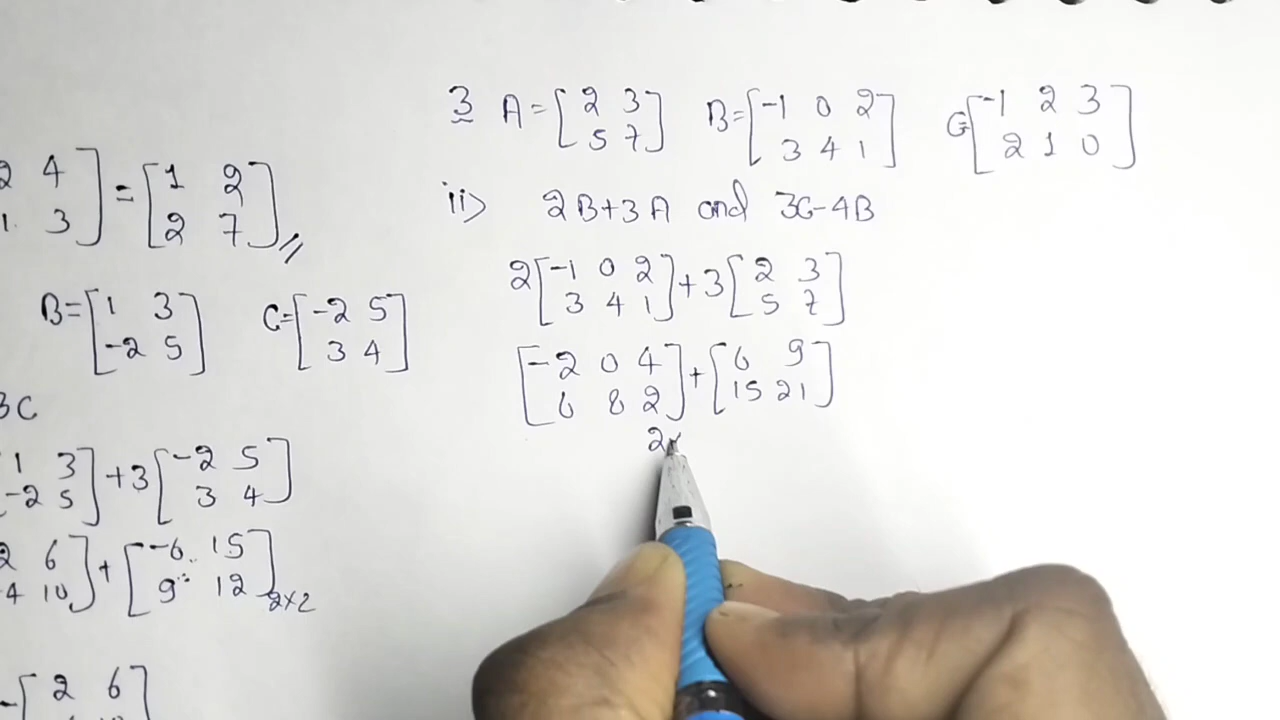 2 4 ] = [ 1 2
1 3 ] [ 2 7 ] //
B = [ 1 3 C = [ -2 5
-2 5 ] 3 4 ]
3C
1 3 ] + 3 [ -2 5
-2 5 ] 3 4 ]
2 6 ] + [ -6 15
4 10 ] 9 12 ] 2×2
- [ 2 6 ]
3 A = [ 2 3 B = [ -1 0 2 G = [ -1 2 3
5 7 ] 3 4 1 ] 2 1 0 ]
ii> 2B+3A and 3G-4B
2 [ -1 0 2 ] + 3 [ 2 3
3 4 1 ] 5 7 ]
[ -2 0 4 ] + [ 6 9
6 8 2 ] 15 21 ]
2×